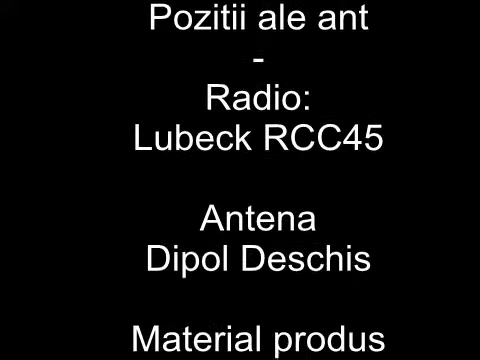 Pozitii ale ant
-
Radio:
Lubeck RCC45
Antena
Dipol Deschis
Material produs